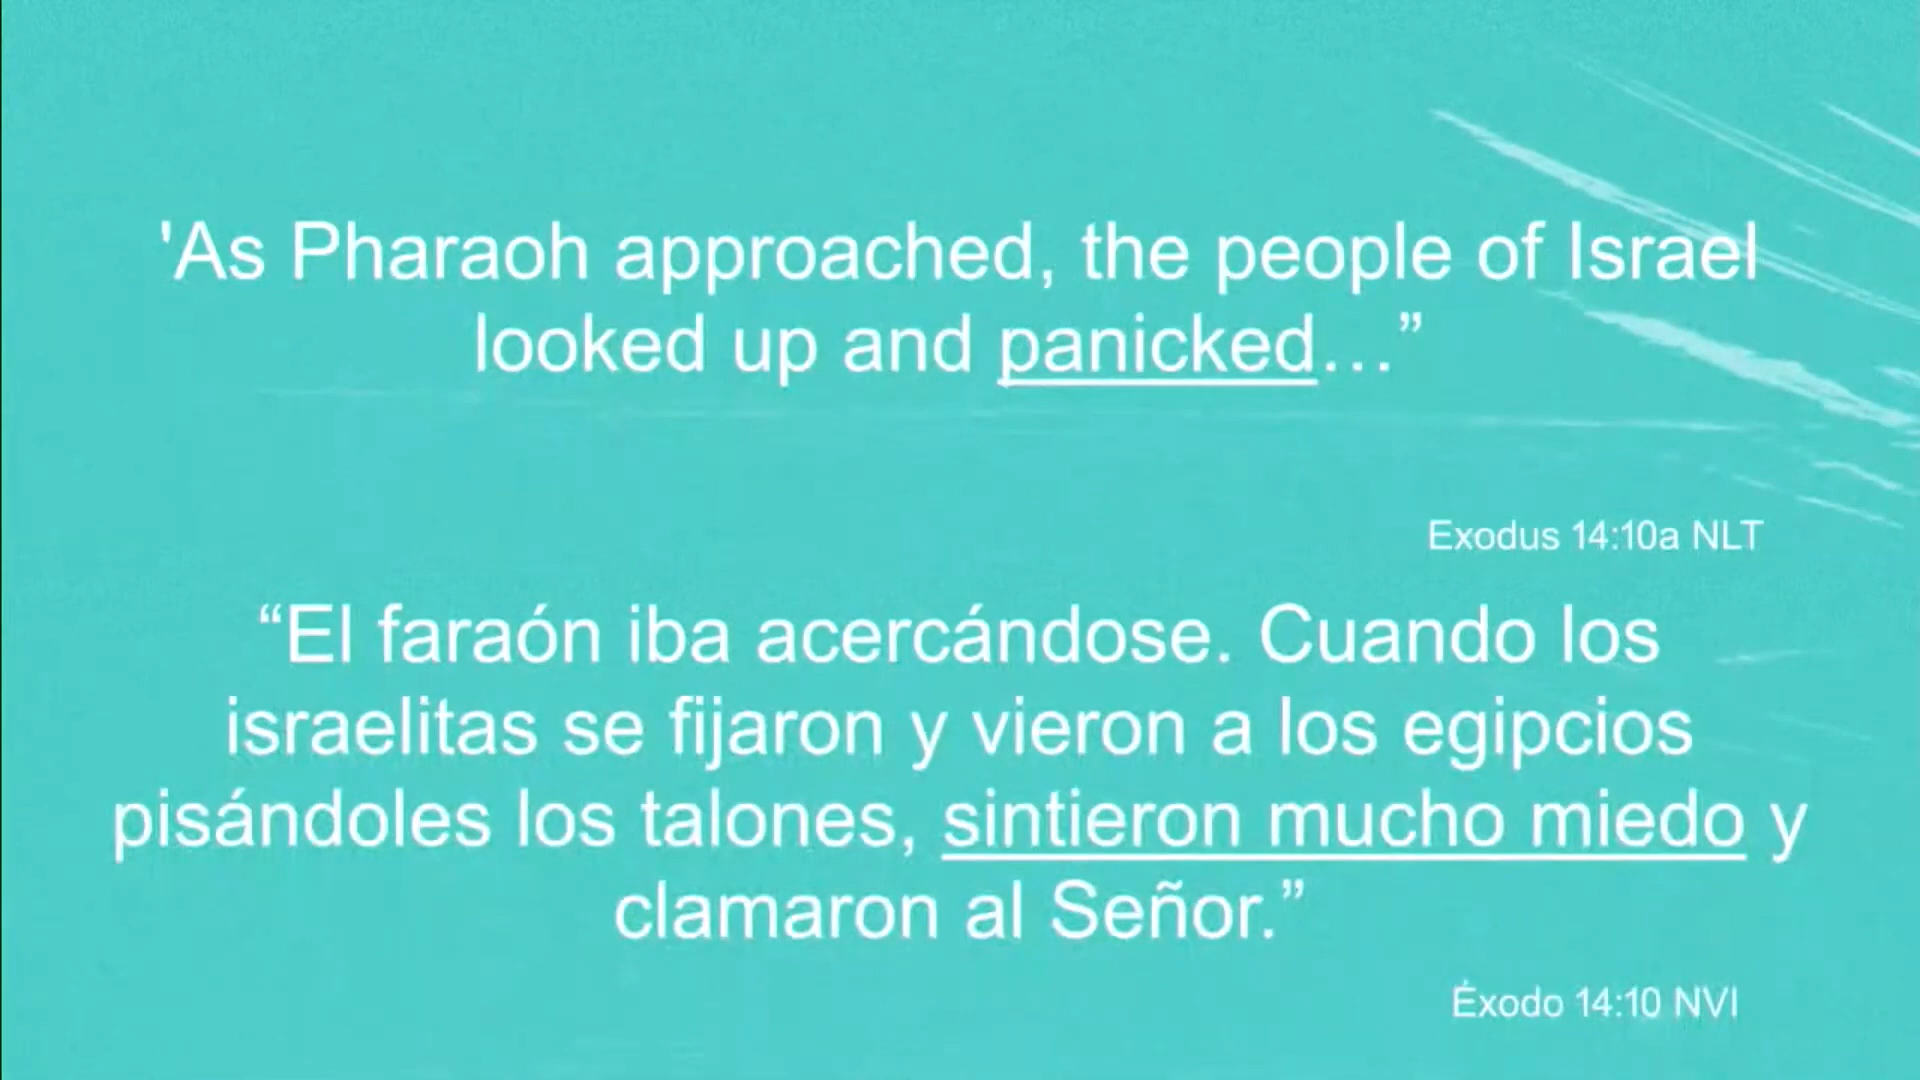 'As Pharaoh approached, the people of Israel
looked up and panicked…”
Exodus 14:10a NLT
“El faraón iba acercándose. Cuando los
israelitas se fijaron y vieron a los egipcios
pisándoles los talones, sintieron mucho miedo y
clamaron al Señor.”
Éxodo 14:10 NVI